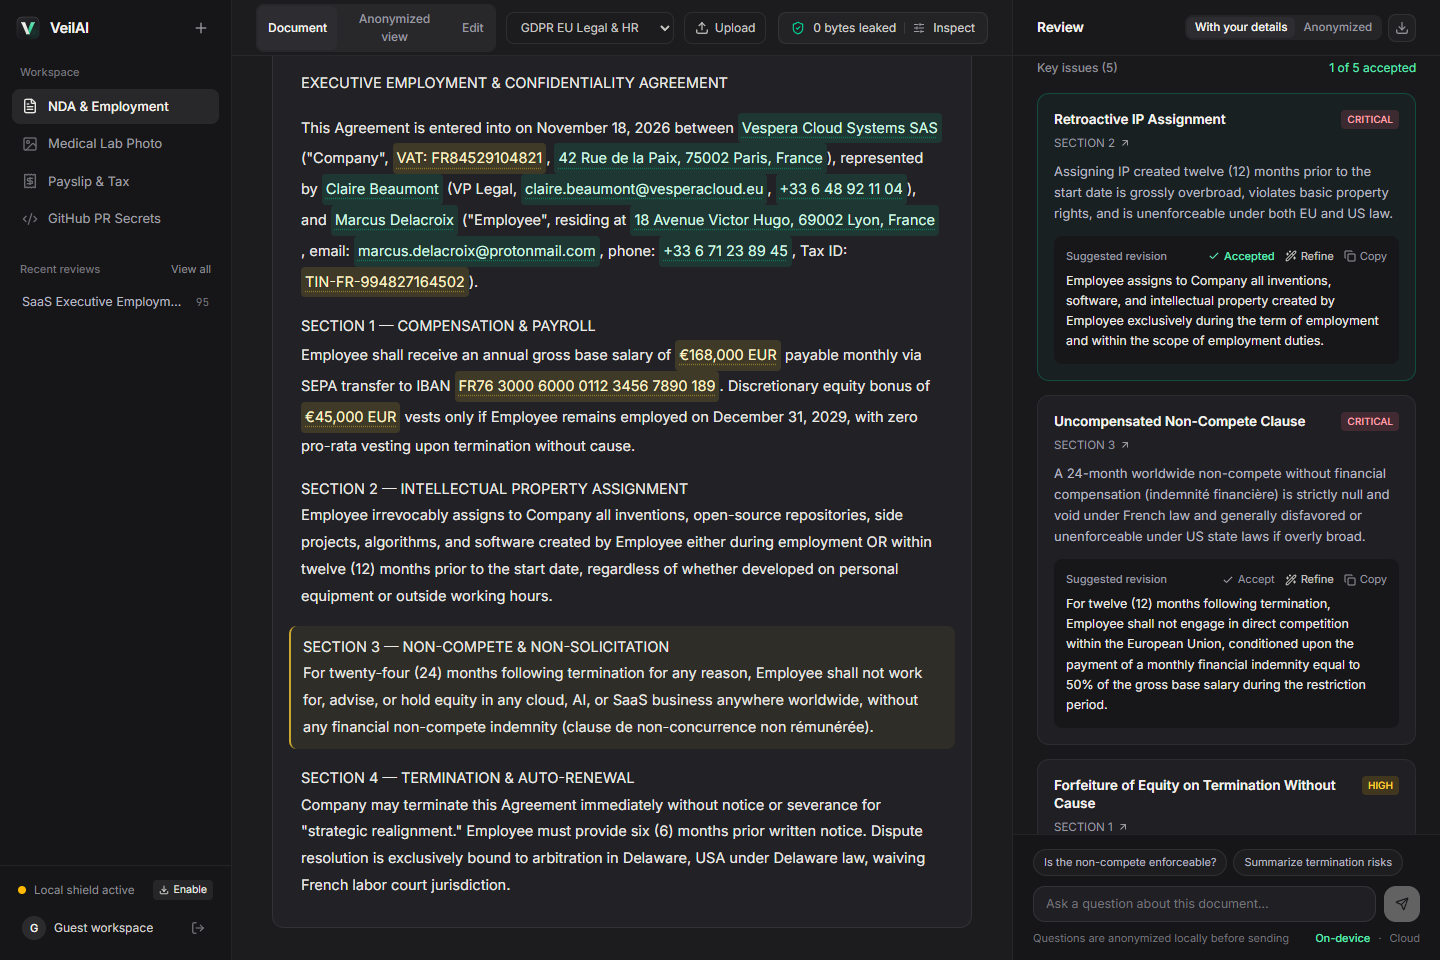 VeilAI
Workspace
NDA & Employment
Medical Lab Photo
Payslip & Tax
GitHub PR Secrets
Recent reviews
View all
SaaS Executive Employm...
95
Local shield active
Enable
G
Guest workspace
Document
Anonymized view
Edit
GDPR EU Legal & HR
Upload
0 bytes leaked
Inspect
EXECUTIVE EMPLOYMENT & CONFIDENTIALITY AGREEMENT
This Agreement is entered into on November 18, 2026 between Vespera Cloud Systems SAS
("Company", VAT: FR84529104821, 42 Rue de la Paix, 75002 Paris, France), represented
by Claire Beaumont (VP Legal, claire.beaumont@vesperacloud.eu, +33 6 48 92 11 04),
and Marcus Delacroix ("Employee", residing at 18 Avenue Victor Hugo, 69002 Lyon, France
, email: marcus.delacroix@protonmail.com, phone: +33 6 71 23 89 45, Tax ID:
TIN-FR-994827164502).
SECTION 1 — COMPENSATION & PAYROLL
Employee shall receive an annual gross base salary of €168,000 EUR payable monthly via
SEPA transfer to IBAN FR76 3000 6000 0112 3456 7890 189. Discretionary equity bonus of
€45,000 EUR vests only if Employee remains employed on December 31, 2029, with zero
pro-rata vesting upon termination without cause.
SECTION 2 — INTELLECTUAL PROPERTY ASSIGNMENT
Employee irrevocably assigns to Company all inventions, open-source repositories, side
projects, algorithms, and software created by Employee either during employment OR within
twelve (12) months prior to the start date, regardless of whether developed on personal
equipment or outside working hours.
SECTION 3 — NON-COMPETE & NON-SOLICITATION
For twenty-four (24) months following termination for any reason, Employee shall not work
for, advise, or hold equity in any cloud, AI, or SaaS business anywhere worldwide, without
any financial non-compete indemnity (clause de non-concurrence non rémunérée).
SECTION 4 — TERMINATION & AUTO-RENEWAL
Company may terminate this Agreement immediately without notice or severance for
"strategic realignment." Employee must provide six (6) months prior written notice. Dispute
resolution is exclusively bound to arbitration in Delaware, USA under Delaware law, waiving
French labor court jurisdiction.
Review
With your details
Anonymized
Key issues (5)
1 of 5 accepted
Retroactive IP Assignment
CRITICAL
SECTION 2 ↗
Assigning IP created twelve (12) months prior to the
start date is grossly overbroad, violates basic property
rights, and is unenforceable under both EU and US law.
Suggested revision
Accepted
Refine
Copy
Employee assigns to Company all inventions,
software, and intellectual property created by
Employee exclusively during the term of employment
and within the scope of employment duties.
Uncompensated Non-Compete Clause
CRITICAL
SECTION 3 ↗
A 24-month worldwide non-compete without financial
compensation (indemnité financière) is strictly null and
void under French law and generally disfavored or
unenforceable under US state laws if overly broad.
Suggested revision
Accept
Refine
Copy
For twelve (12) months following termination,
Employee shall not engage in direct competition
within the European Union, conditioned upon the
payment of a monthly financial indemnity equal to
50% of the gross base salary during the restriction
period.
Forfeiture of Equity on Termination Without
Cause
HIGH
SECTION 1 ↗
Is the non-compete enforceable?
Summarize termination risks
Ask a question about this document...
Questions are anonymized locally before sending
On-device · Cloud